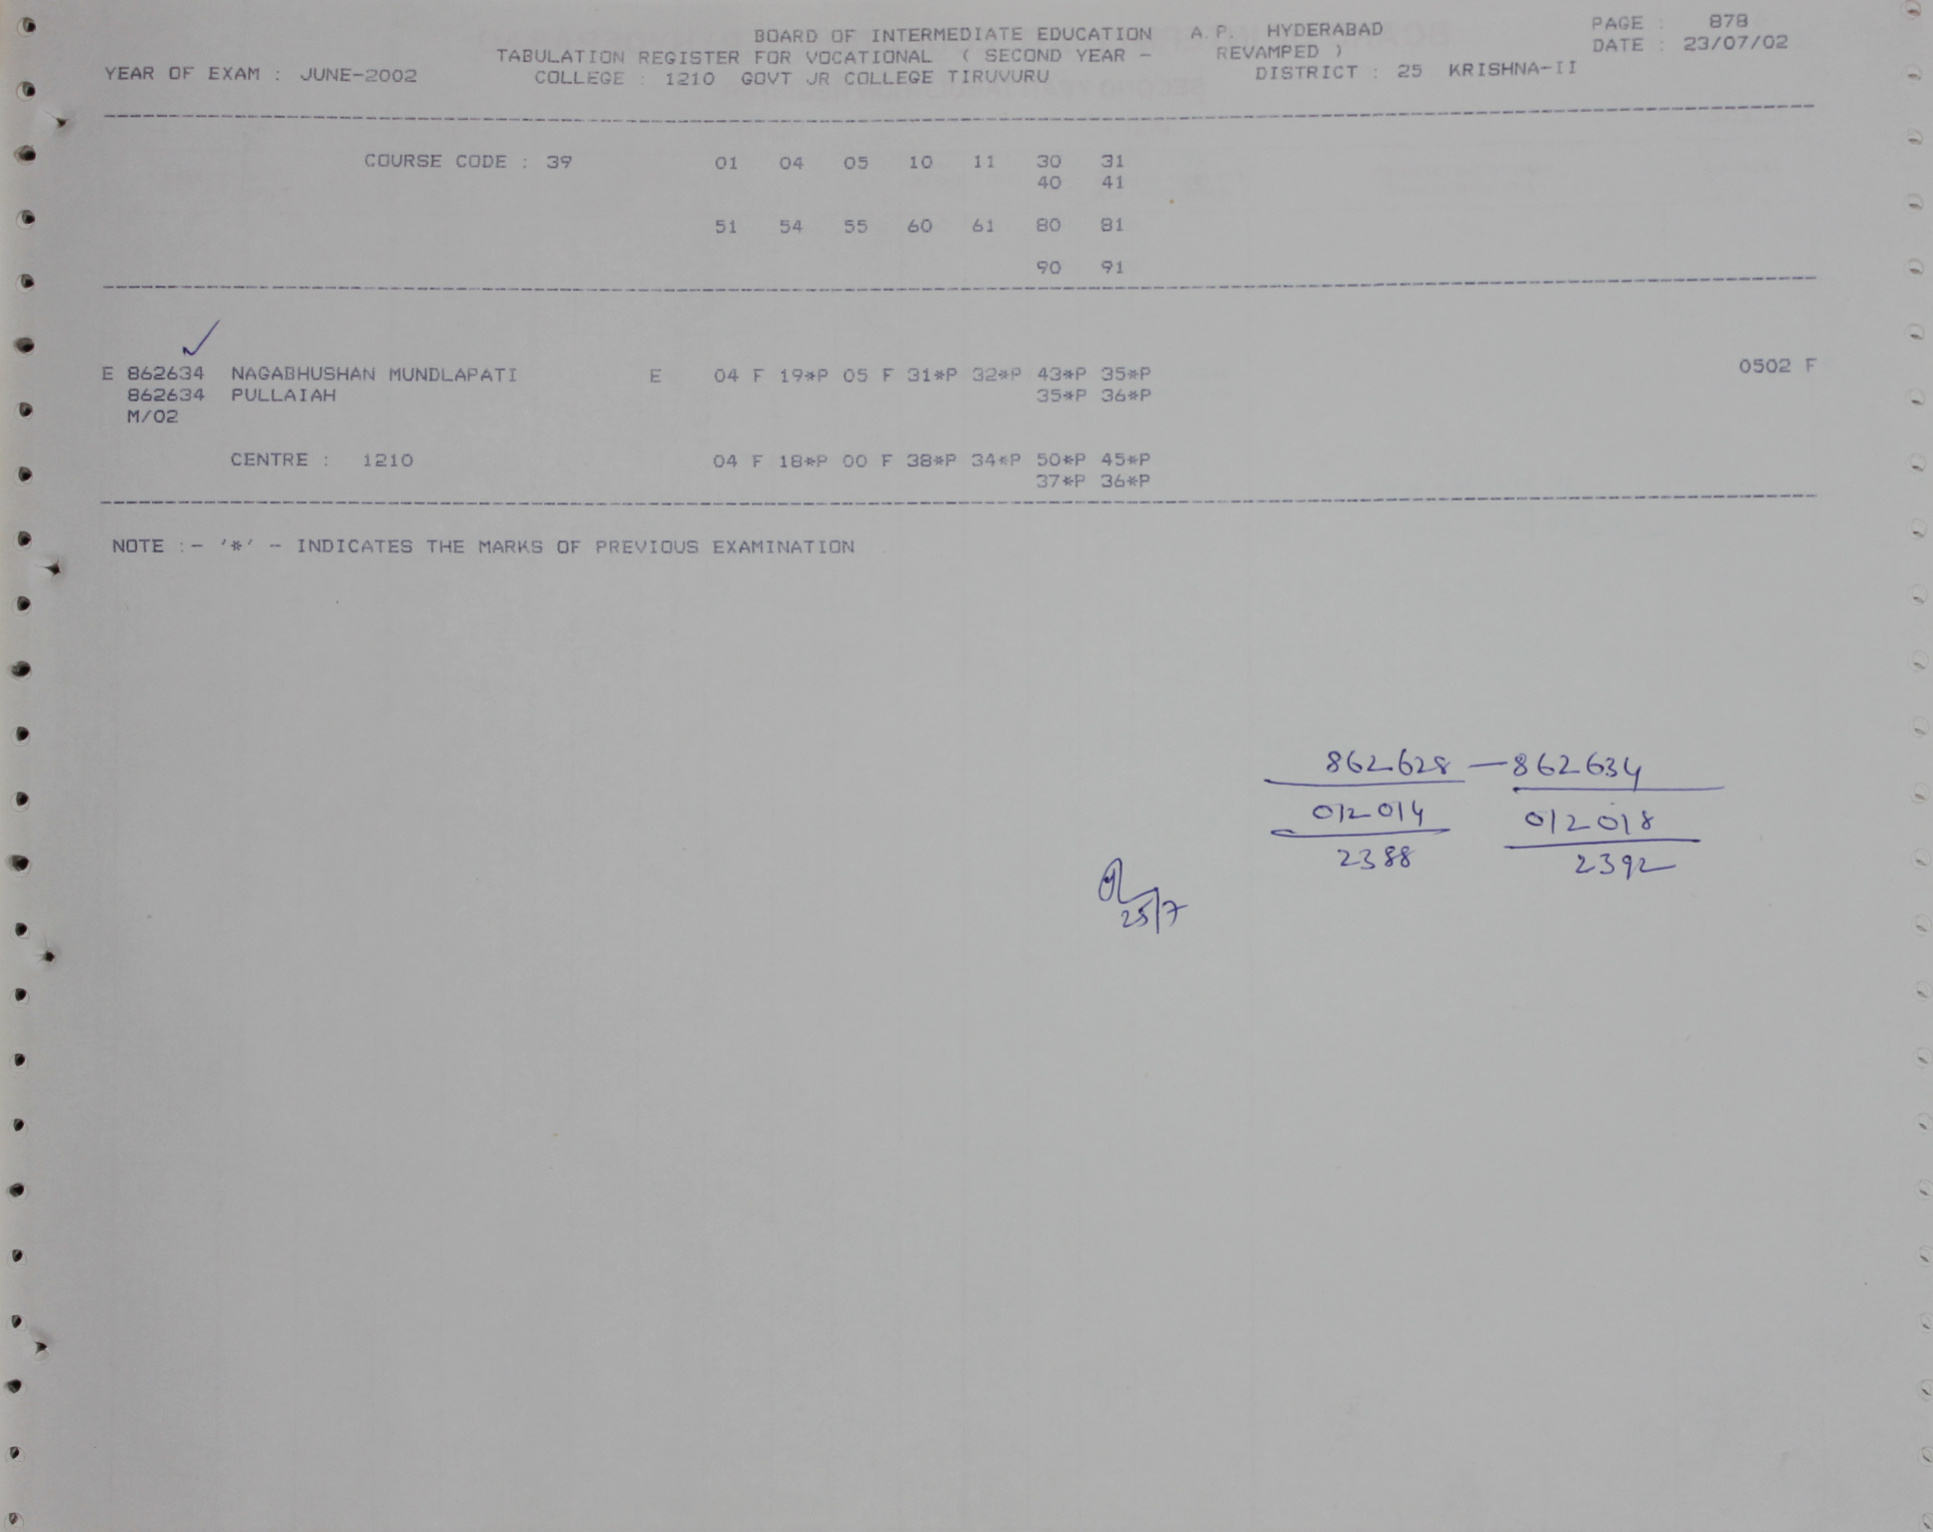 BOARD OF INTERMEDIATE EDUCATION A.P. HYDERABAD PAGE : 878
TABULATION REGISTER FOR VOCATIONAL ( SECOND YEAR - REVAMPED ) DATE : 23/07/02
YEAR OF EXAM : JUNE-2002 COLLEGE : 1210 GOVT JR COLLEGE TIRUVURU DISTRICT : 25 KRISHNA-II
COURSE CODE : 39 01 04 05 10 11 30 31
40 41
51 54 55 60 61 80 81
90 91
E 862634 NAGABHUSHAN MUNDLAPATI E 04 F 19*P 05 F 31*P 32*P 43*P 35*P 0502 F
862634 PULLAIAH 35*P 36*P
M/02
CENTRE : 1210 04 F 18*P 00 F 38*P 34*P 50*P 45*P
37*P 36*P
NOTE :- '*' - INDICATES THE MARKS OF PREVIOUS EXAMINATION
862628 — 862634
012014 012018
2388 2392
25/7